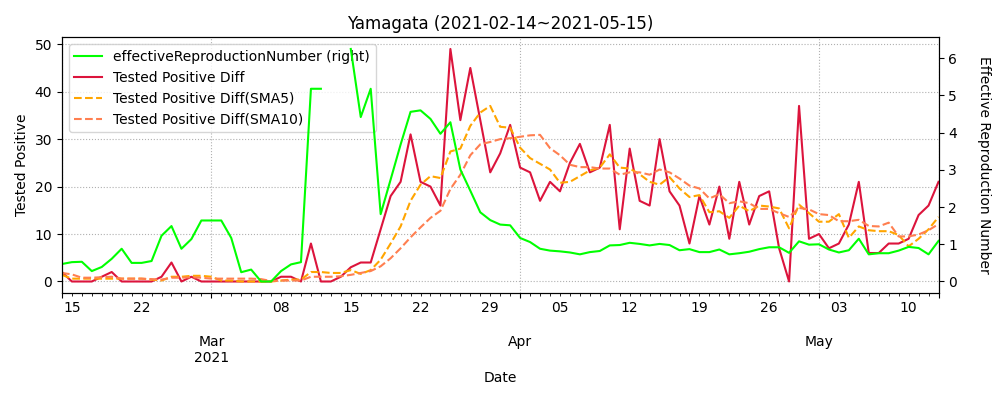 Yamagata (2021-02-14~2021-05-15)
effectiveReproductionNumber (right)
Tested Positive Diff
Tested Positive Diff(SMA5)
Tested Positive Diff(SMA10)
Tested Positive
50
40
30
20
10
0
Effective Reproduction Number
6
5
4
3
2
1
0
15 22 08 15 22 29 05 12 19 26 03 10
Mar Apr May
2021
Date